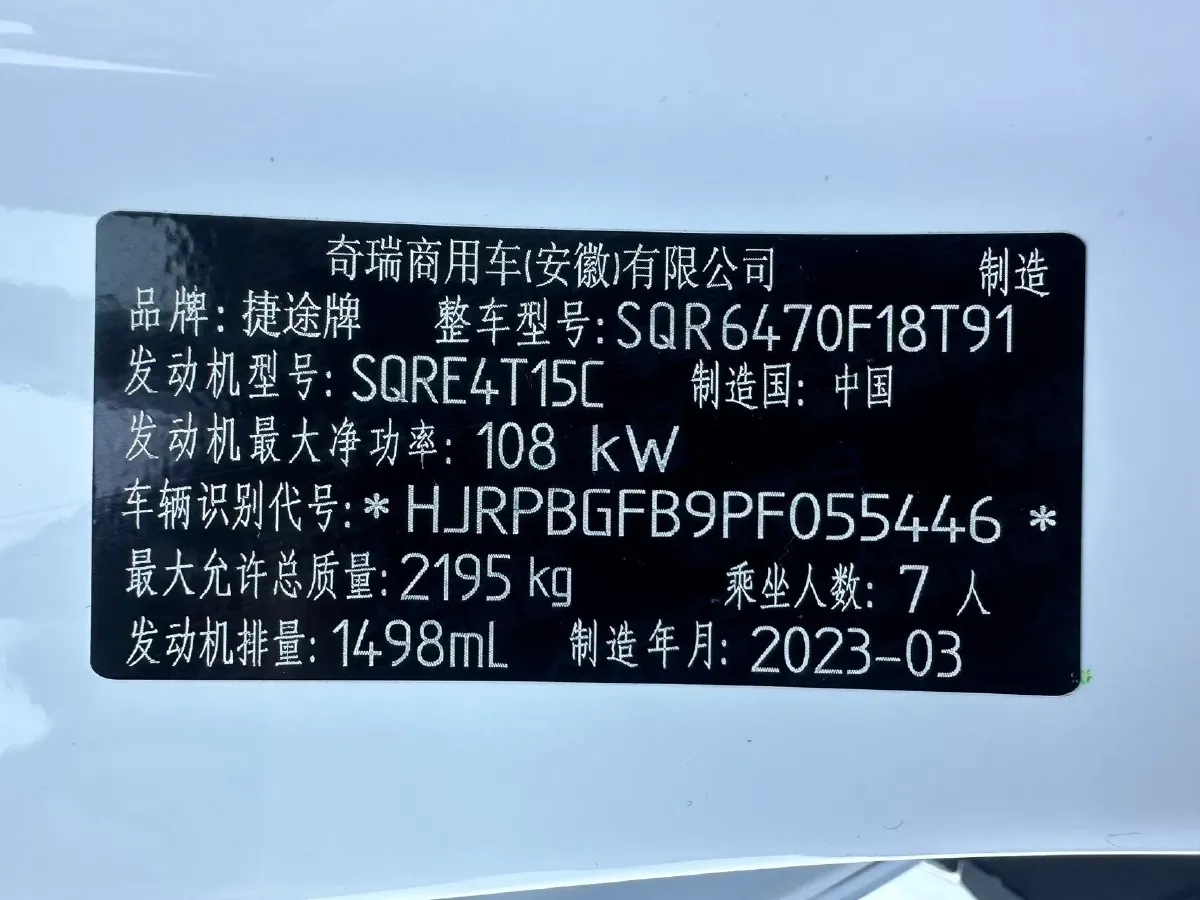 奇瑞商用车(安徽)有限公司 制造
品牌: 捷途牌 整车型号: SQR6470F18T91
发动机型号: SQRE4T15C 制造国: 中国
发动机最大净功率: 108 kW
车辆识别代号: * HJRPBGFB9PF055446 *
最大允许总质量: 2195 kg 乘坐人数: 7 人
发动机排量: 1498mL 制造年月: 2023-03